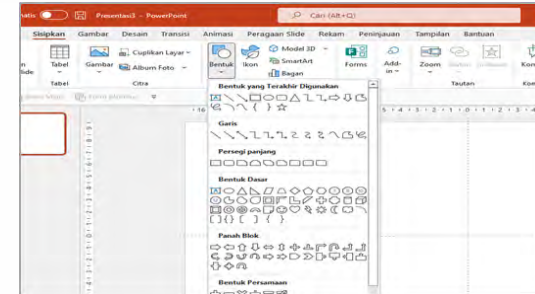 atis Presentasi3 - PowerPoint Cari (Alt+Q)
Sisipkan Gambar Desain Transisi Animasi Peragaan Slide Rekam Peninjauan Tampilan Bantuan
Tabel Gambar Cuplikan Layar Album Foto Bentuk Ikon Model 3D SmartArt Bagan Forms Add-in Zoom
Slide Tabel Citra Tautan
Bentuk yang Terakhir Digunakan
Garis
Persegi panjang
Bentuk Dasar
Panah Blok
Bentuk Persamaan